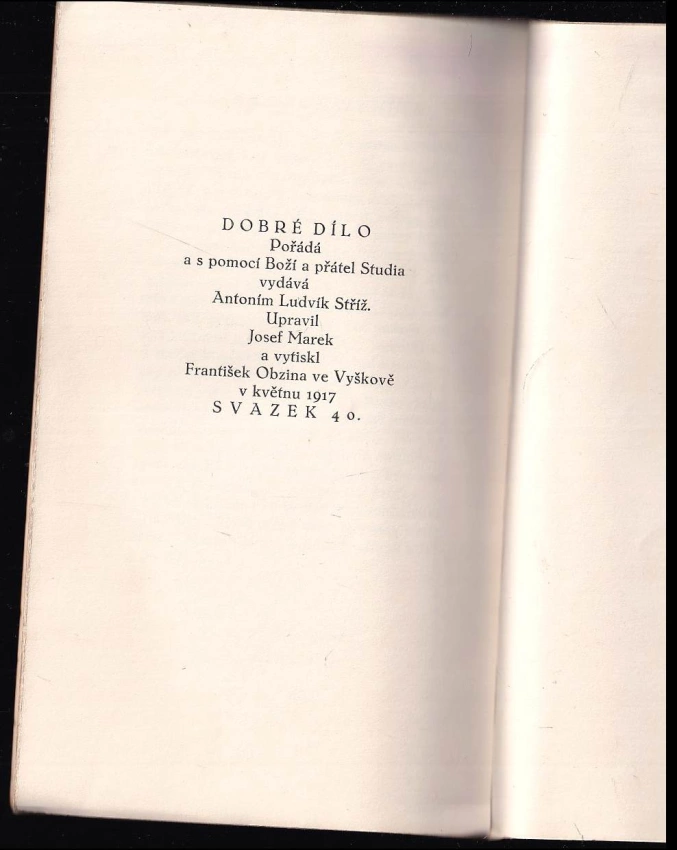 DOBRÉ DÍLO
Pořádá
a s pomocí Boží a přátel Studia
vydává
Antoním Ludvík Stříž.
Upravil
Josef Marek
a vytiskl
František Obzina ve Vyškově
v květnu 1917
SVAZEK 40.